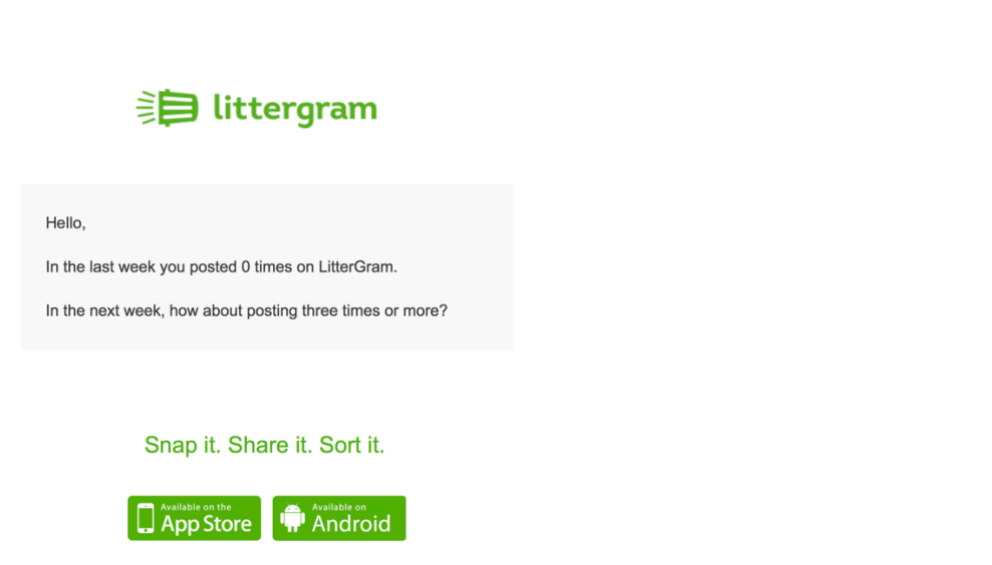 littergram
Hello,
In the last week you posted 0 times on LitterGram.
In the next week, how about posting three times or more?
Snap it. Share it. Sort it.
Available on the
App Store
Available on
Android